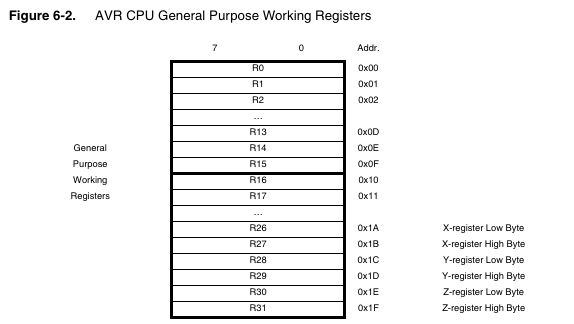 Figure 6-2. AVR CPU General Purpose Working Registers
7 0 Addr.
R0 0x00
R1 0x01
R2 0x02
...
R13 0x0D
General R14 0x0E
Purpose R15 0x0F
Working R16 0x10
Registers R17 0x11
...
R26 0x1A X-register Low Byte
R27 0x1B X-register High Byte
R28 0x1C Y-register Low Byte
R29 0x1D Y-register High Byte
R30 0x1E Z-register Low Byte
R31 0x1F Z-register High Byte